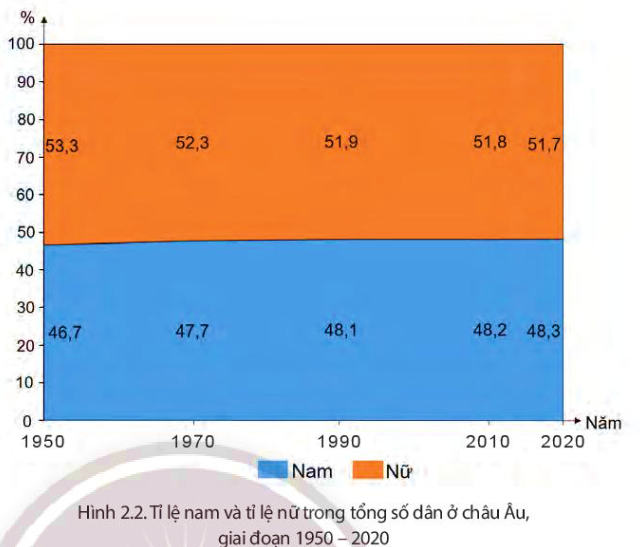 %
100
90
80
70
60
50
40
30
20
10
0
53,3 52,3 51,9 51,8 51,7
46,7 47,7 48,1 48,2 48,3
Năm
1950 1970 1990 2010 2020
Nam Nữ
Hình 2.2. Tỉ lệ nam và tỉ lệ nữ trong tổng số dân ở châu Âu,
giai đoạn 1950 – 2020